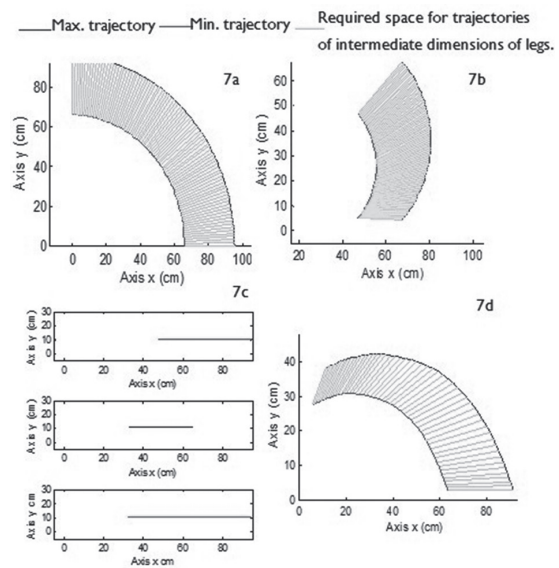 Max. trajectory Min. trajectory Required space for trajectories
of intermediate dimensions of legs.
7a
Axis y (cm)
80
60
40
20
0
0 20 40 60 80 100
Axis x (cm)
7b
Axis y (cm)
60
50
40
30
20
10
0
20 40 60 80 100
Axis x (cm)
7c
Axis y (cm)
30
20
10
0
0 20 40 60 80
Axis x (cm)
Axis y (cm)
30
20
10
0
0 20 40 60 80
Axis x (cm)
Axis y cm
30
20
10
0
0 20 40 60 80
Axis x cm
7d
Axis y (cm)
40
30
20
10
0
0 20 40 60 80
Axis x (cm)